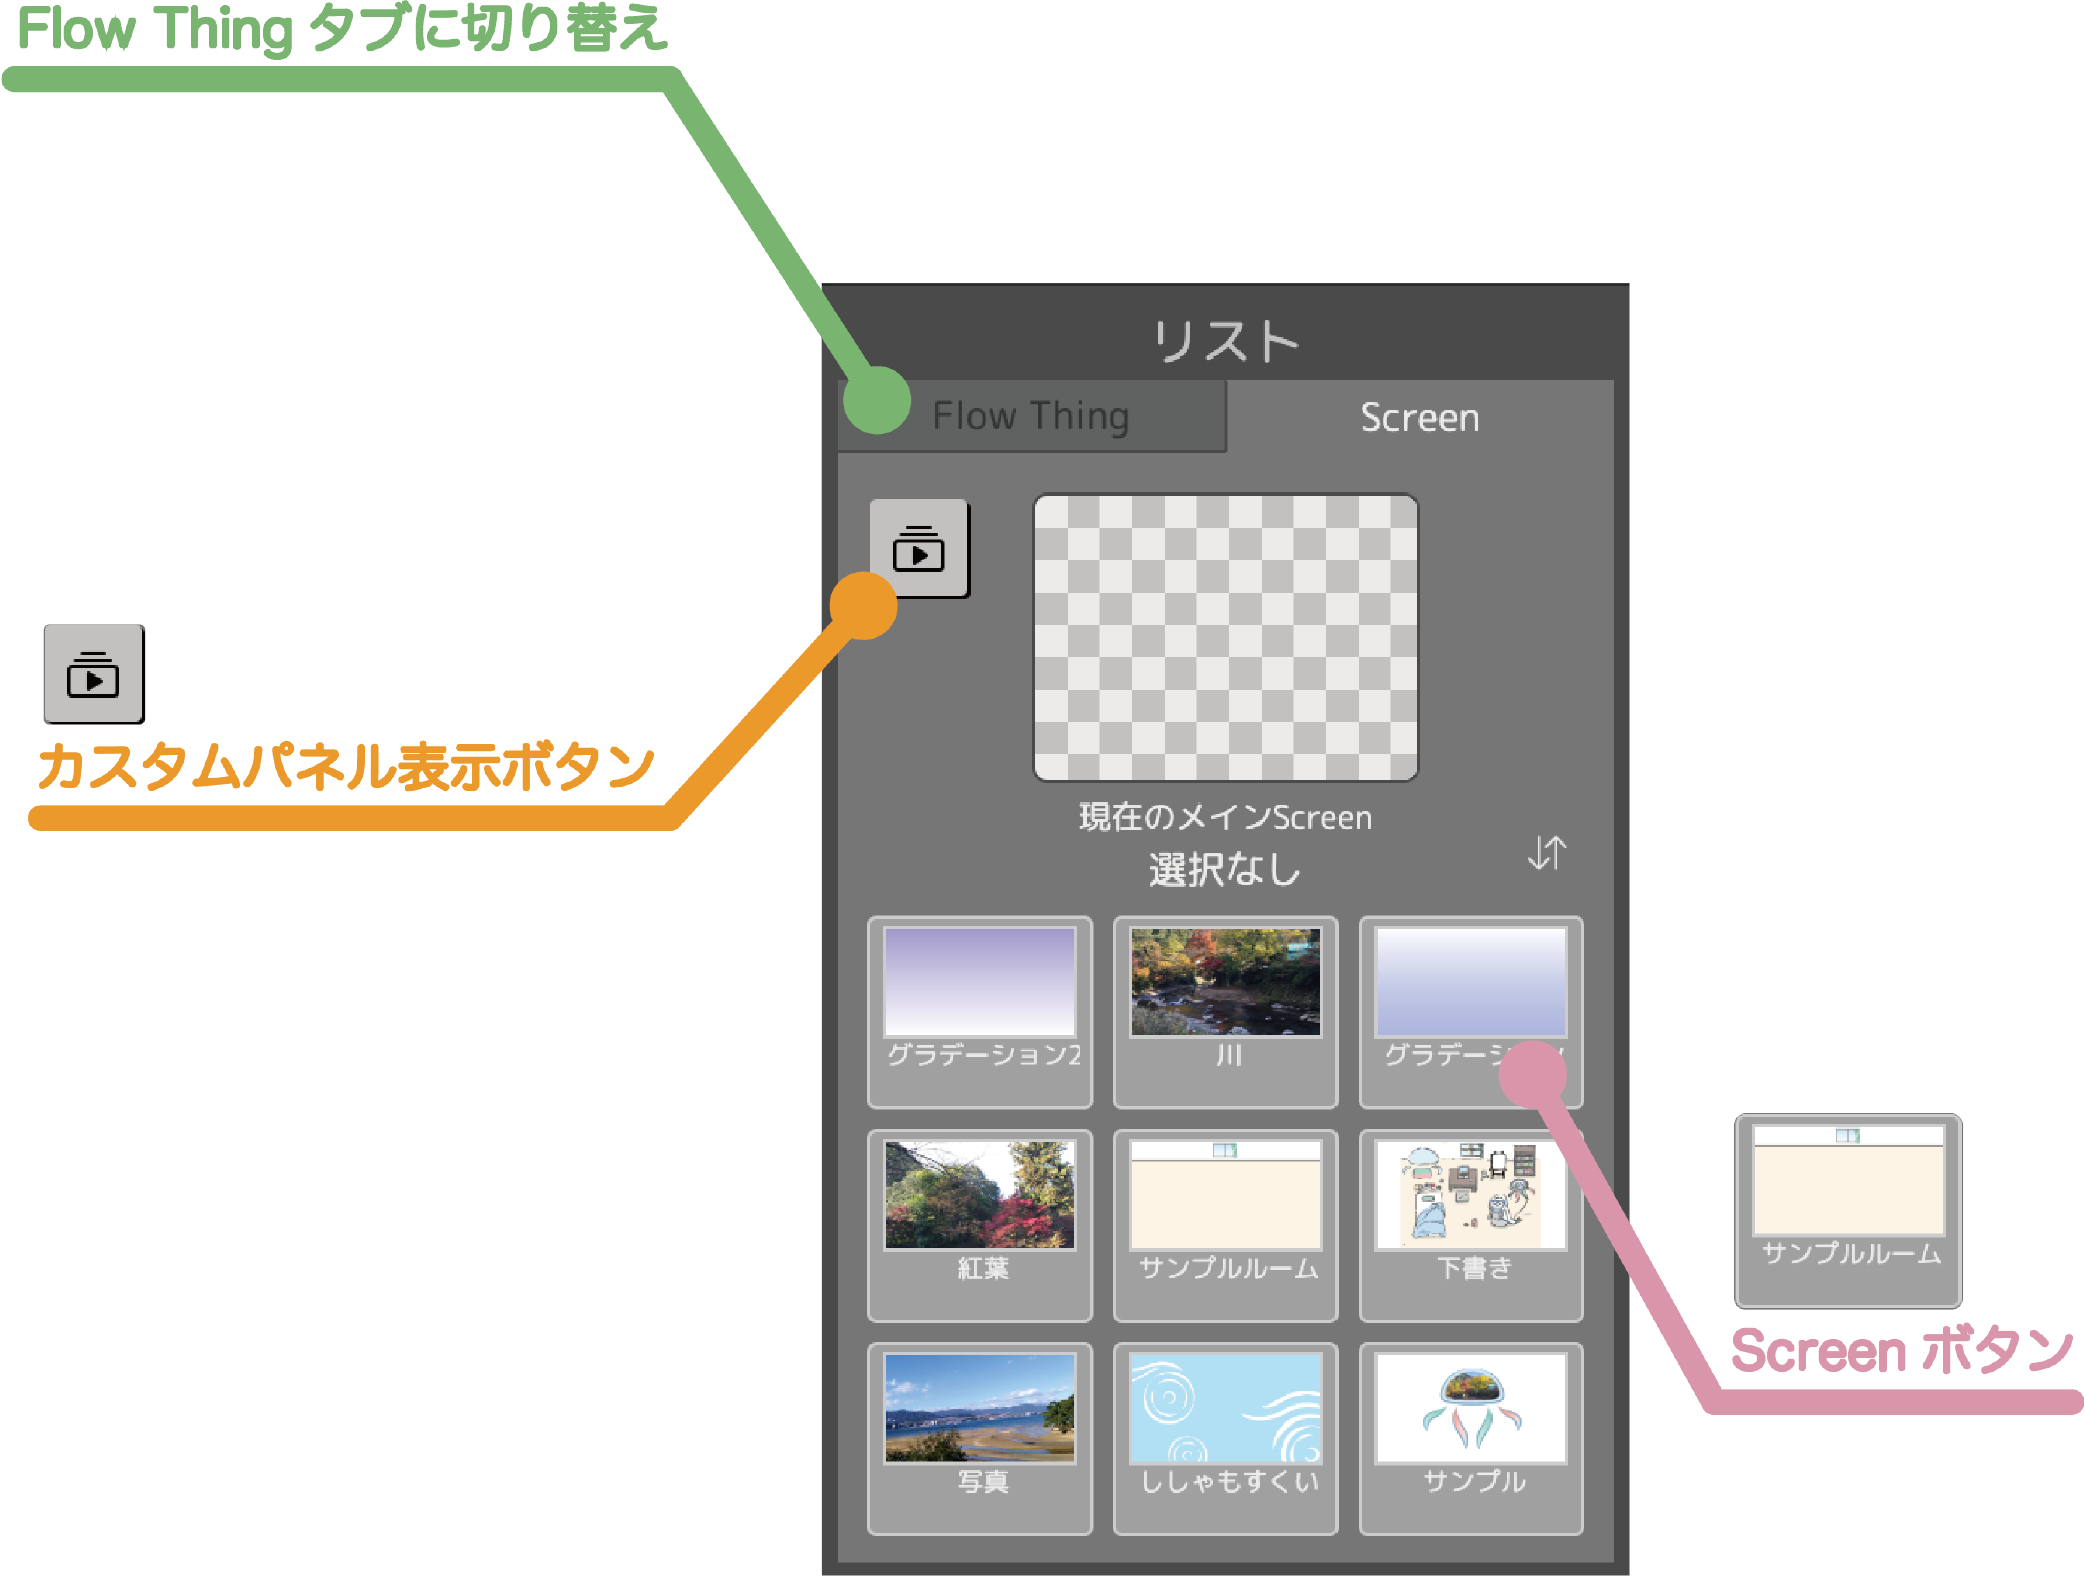 Flow Thing タブに切り替え
リスト
Flow Thing
Screen
カスタムパネル表示ボタン
現在のメインScreen
選択なし
グラデーション2
川
グラデーシ
紅葉
サンプルルーム
下書き
サンプルルーム
Screen ボタン
写真
ししゃもすくい
サンプル